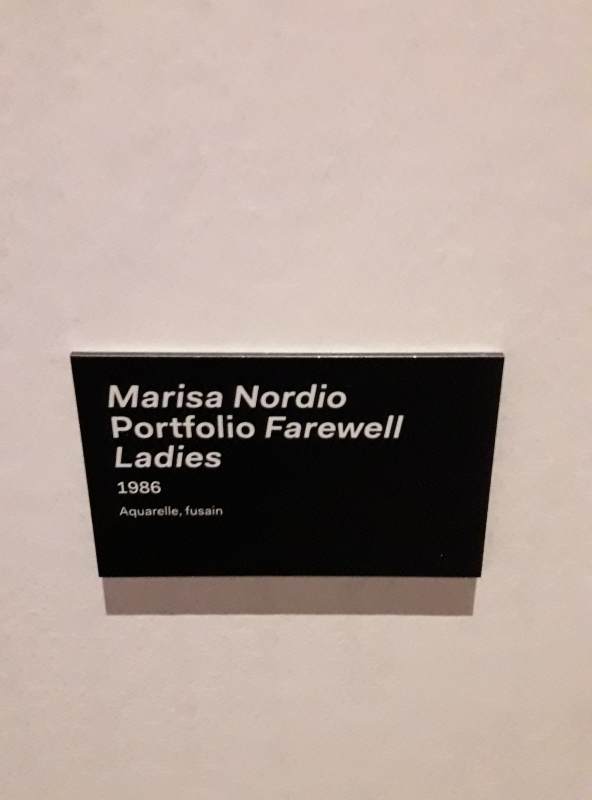 Marisa Nordio
Portfolio Farewell
Ladies
1986
Aquarelle, fusain